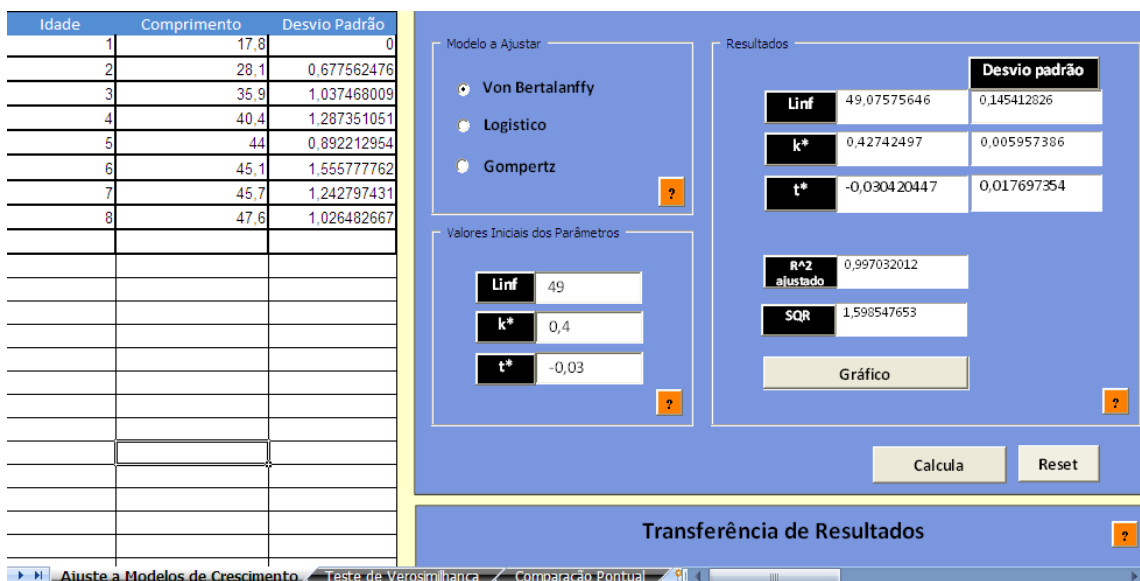 Idade Comprimento Desvio Padrão
1 17,8 0
2 28,1 0,677562476
3 35,9 1,037468009
4 40,4 1,287351051
5 44 0,892212954
6 45,1 1,555777762
7 45,7 1,242797431
8 47,6 1,026482667
Modelo a Ajustar
Von Bertalanffy
Logistico
Gompertz
?
Valores Iniciais dos Parâmetros
Linf 49
k* 0,4
t* -0,03
?
Resultados
Desvio padrão
Linf 49,07575646 0,145412826
k* 0,42742497 0,005957386
t* -0,030420447 0,017697354
R^2 ajustado 0,997032012
SQR 1,598547653
Gráfico
?
Calcula Reset
Transferência de Resultados
?
Ajuste a Modelos de Crescimento Teste de Verosimilhança Comparação Pontual